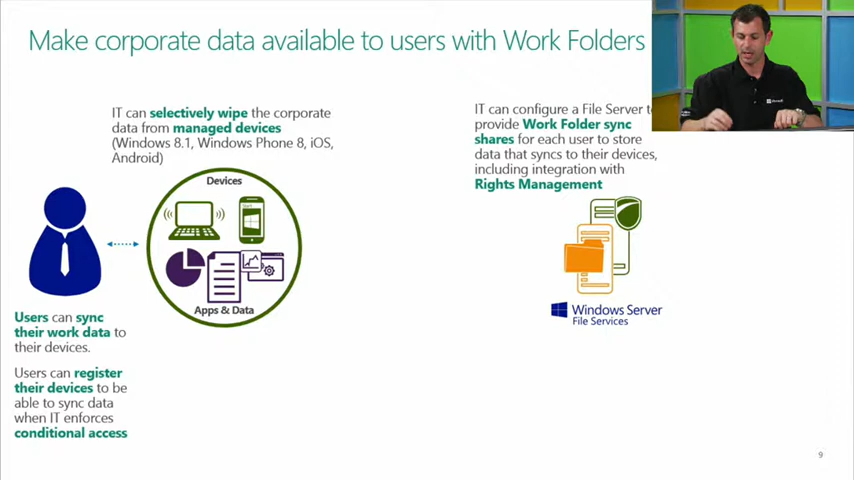 Make corporate data available to users with Work Folders
IT can selectively wipe the corporate
data from managed devices
(Windows 8.1, Windows Phone 8, iOS,
Android)
Devices
Apps & Data
Users can sync
their work data to
their devices.
Users can register
their devices to be
able to sync data
when IT enforces
conditional access
IT can configure a File Server t
provide Work Folder sync
shares for each user to store
data that syncs to their devices,
including integration with
Rights Management
Windows Server
File Services
9